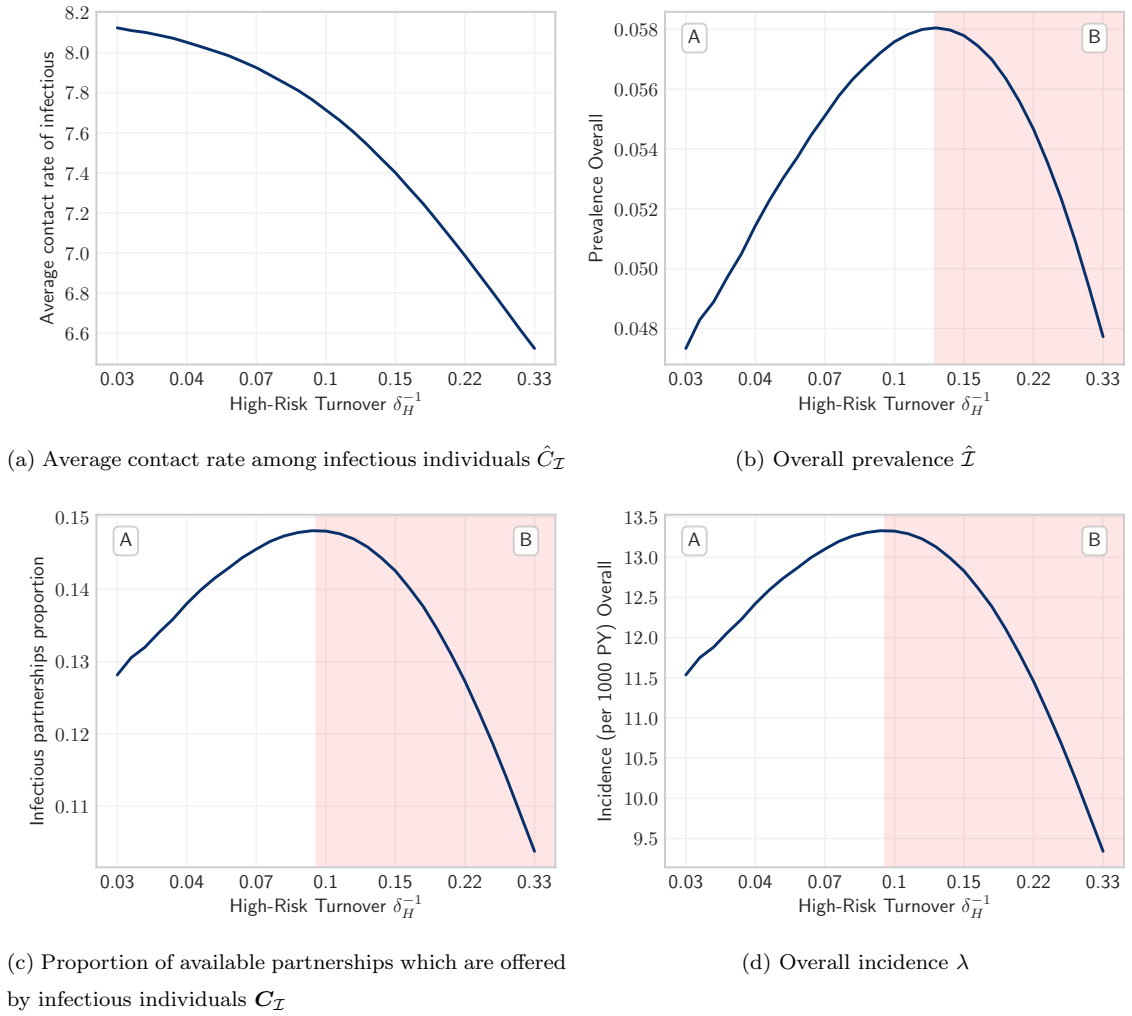 8.2
8.0
7.8
7.6
7.4
7.2
7.0
6.8
6.6
Average contact rate of infectious
0.03 0.04 0.07 0.1 0.15 0.22 0.33
High-Risk Turnover δ_H^{-1}
(a) Average contact rate among infectious individuals Ĉ_ℐ
A B
0.058
0.056
0.054
0.052
0.050
0.048
Prevalence Overall
0.03 0.04 0.07 0.1 0.15 0.22 0.33
High-Risk Turnover δ_H^{-1}
(b) Overall prevalence ℐ̂
0.15
0.14
0.13
0.12
0.11
A B
Infectious partnerships proportion
0.03 0.04 0.07 0.1 0.15 0.22 0.33
High-Risk Turnover δ_H^{-1}
(c) Proportion of available partnerships which are offered
by infectious individuals C_ℐ
13.5
13.0
12.5
12.0
11.5
11.0
10.5
10.0
9.5
A B
Incidence (per 1000 PY) Overall
0.03 0.04 0.07 0.1 0.15 0.22 0.33
High-Risk Turnover δ_H^{-1}
(d) Overall incidence λ